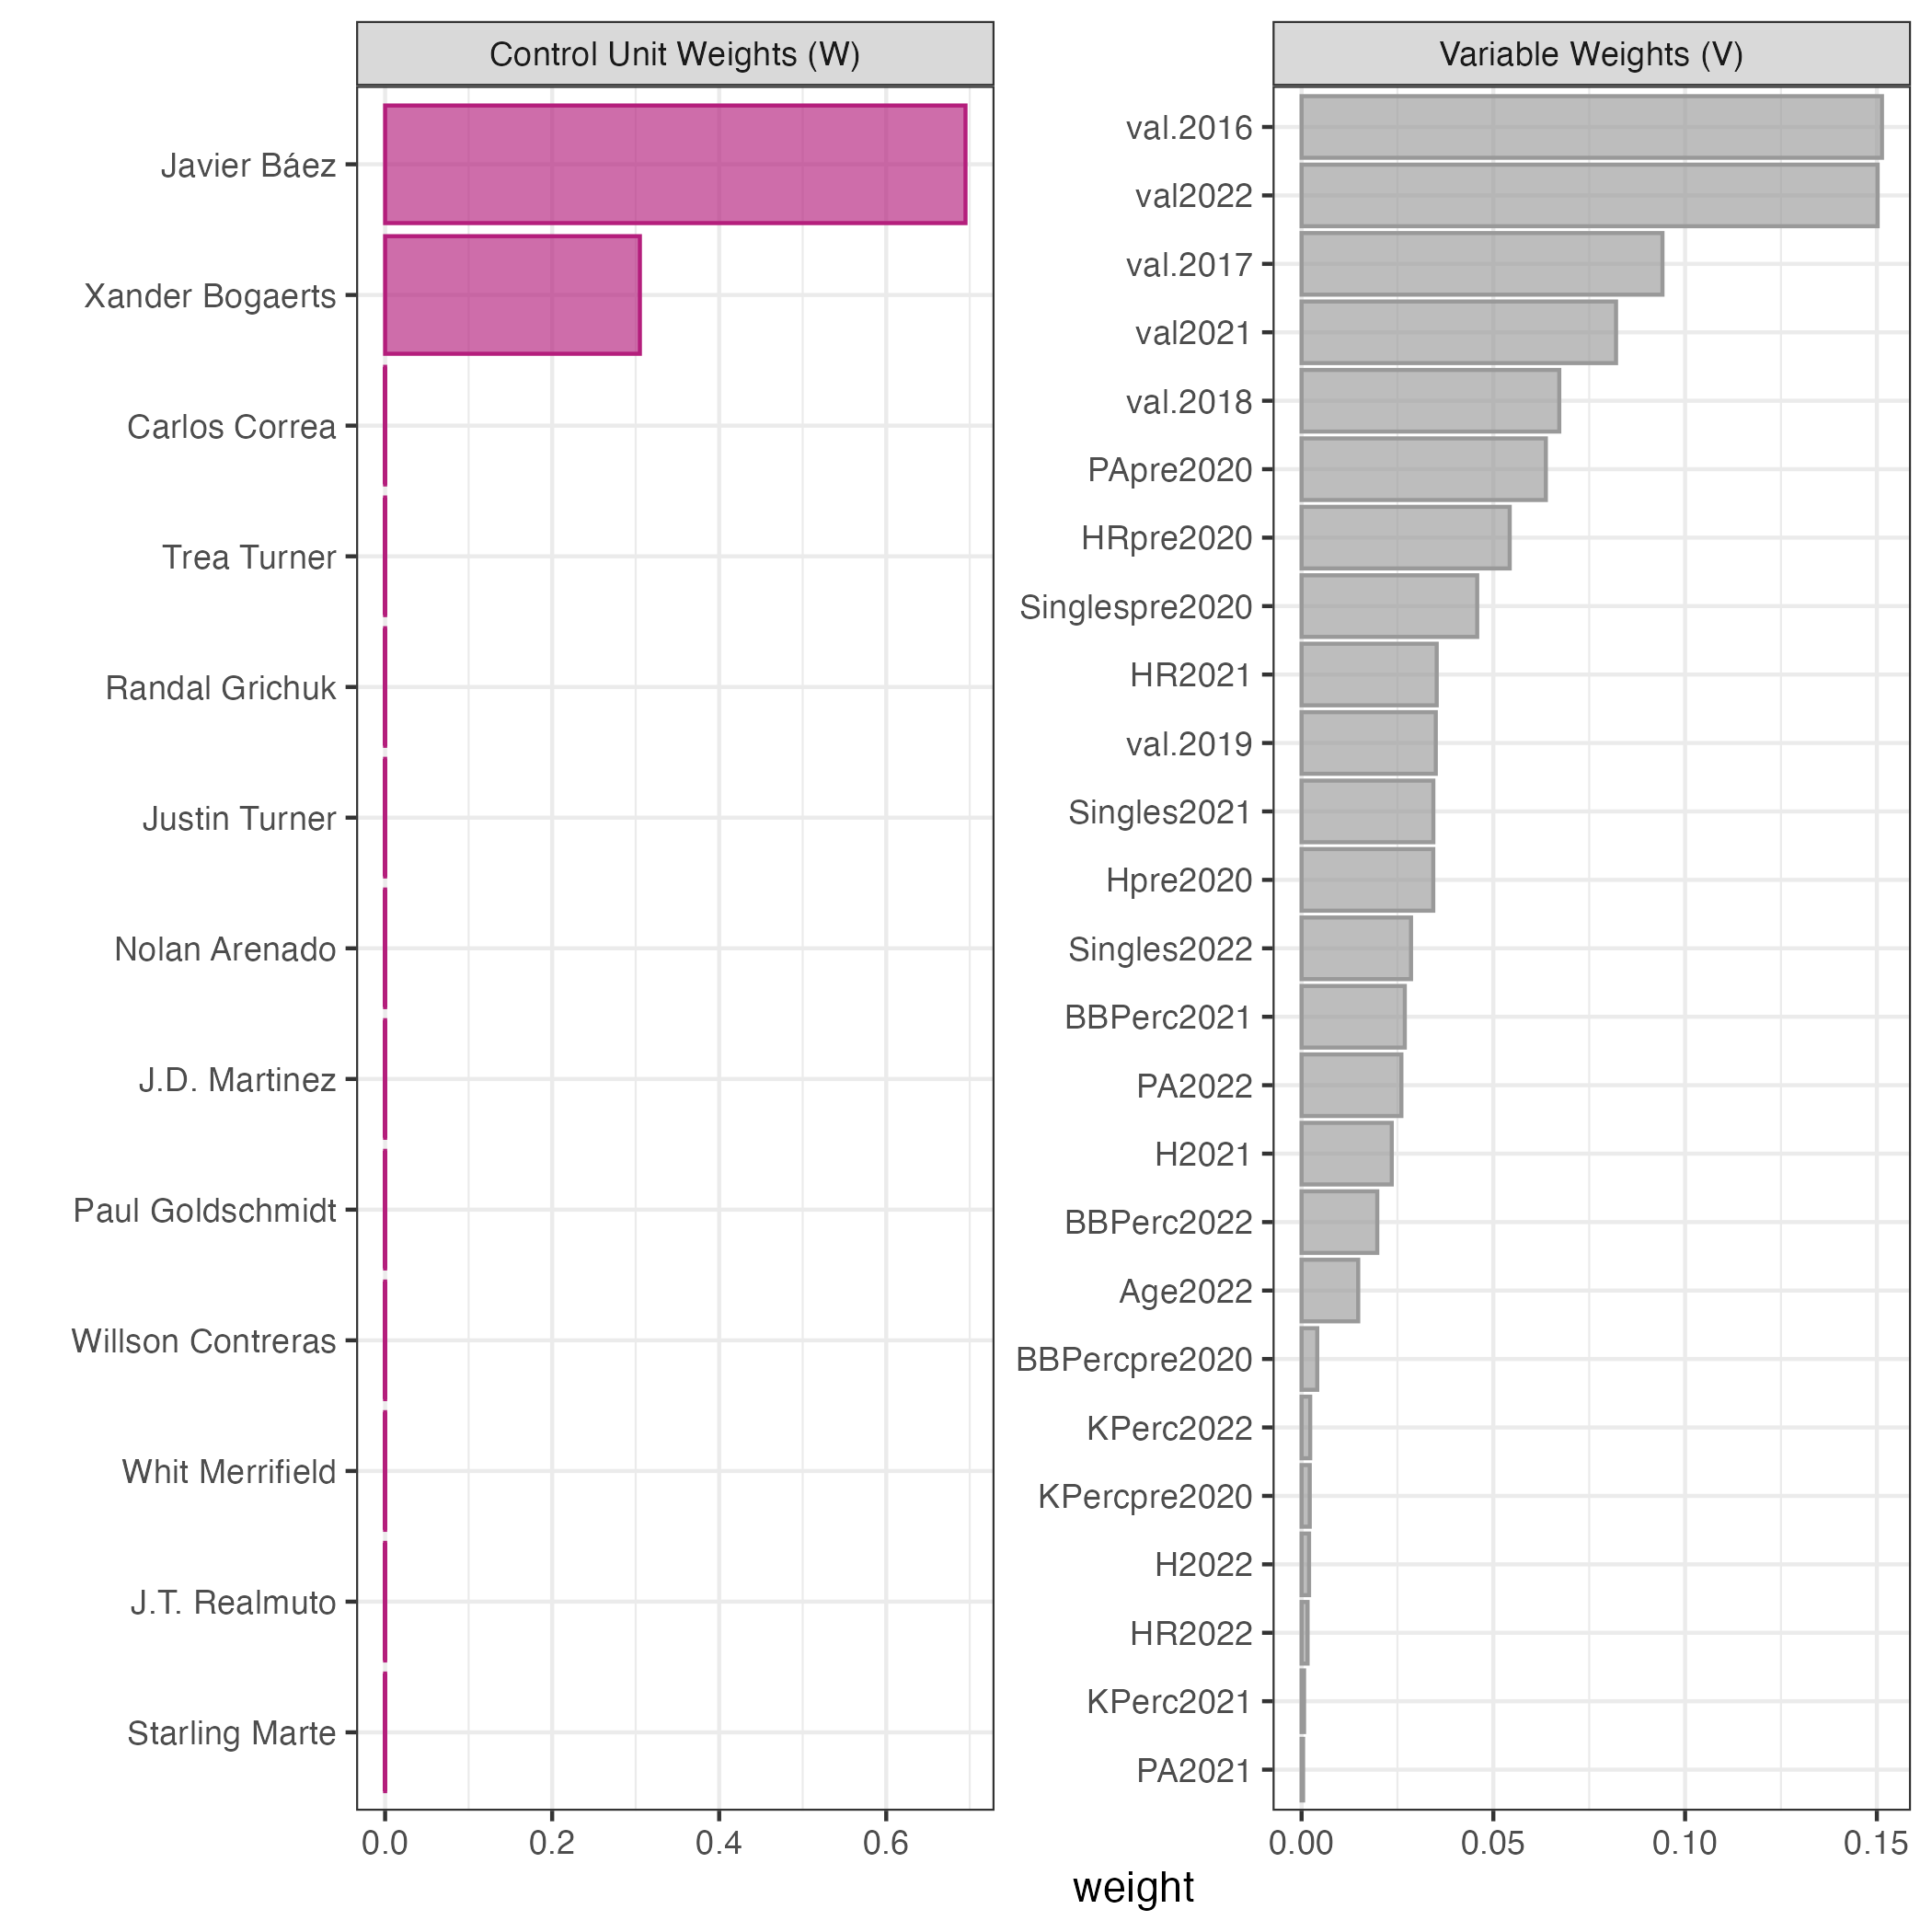 Control Unit Weights (W)
Javier Báez
Xander Bogaerts
Carlos Correa
Trea Turner
Randal Grichuk
Justin Turner
Nolan Arenado
J.D. Martinez
Paul Goldschmidt
Willson Contreras
Whit Merrifield
J.T. Realmuto
Starling Marte
0.0 0.2 0.4 0.6
Variable Weights (V)
val.2016
val2022
val.2017
val2021
val.2018
PApre2020
HRpre2020
Singlespre2020
HR2021
val.2019
Singles2021
Hpre2020
Singles2022
BBPerc2021
PA2022
H2021
BBPerc2022
Age2022
BBPercpre2020
KPerc2022
KPercpre2020
H2022
HR2022
KPerc2021
PA2021
0.00 0.05 0.10 0.15
weight